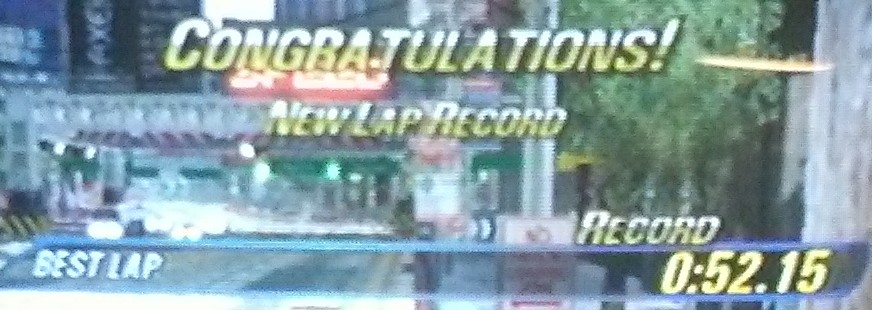 CONGRATULATIONS!
NEW LAP RECORD
RECORD
BEST LAP 0:52.15